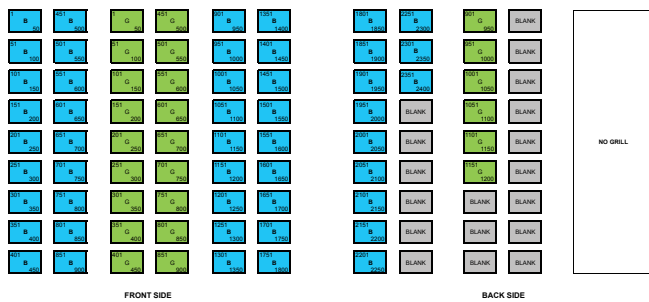 1 B 50 451 B 500 1 G 50 451 G 500 901 B 950 1351 B 1400 1801 B 1850 2251 B 2300 901 G 950 BLANK
51 B 100 501 B 550 51 G 100 501 G 550 951 B 1000 1401 B 1450 1851 B 1900 2301 B 2350 951 G 1000 BLANK
101 B 150 551 B 600 101 G 150 551 G 600 1001 B 1050 1451 B 1500 1901 B 1950 2351 B 2400 1001 G 1050 BLANK
151 B 200 601 B 650 151 G 200 601 G 650 1051 B 1100 1501 B 1550 1951 B 2000 BLANK 1051 G 1100 BLANK
201 B 250 651 B 700 201 G 250 651 G 700 1101 B 1150 1551 B 1600 2001 B 2050 BLANK 1101 G 1150 BLANK NO GRILL
251 B 300 701 B 750 251 G 300 701 G 750 1151 B 1200 1601 B 1650 2051 B 2100 BLANK 1151 G 1200 BLANK
301 B 350 751 B 800 301 G 350 751 G 800 1201 B 1250 1651 B 1700 2101 B 2150 BLANK BLANK BLANK
351 B 400 801 B 850 351 G 400 801 G 850 1251 B 1300 1701 B 1750 2151 B 2200 BLANK BLANK BLANK
401 B 450 851 B 900 401 G 450 851 G 900 1301 B 1350 1751 B 1800 2201 B 2250 BLANK BLANK BLANK
FRONT SIDE BACK SIDE